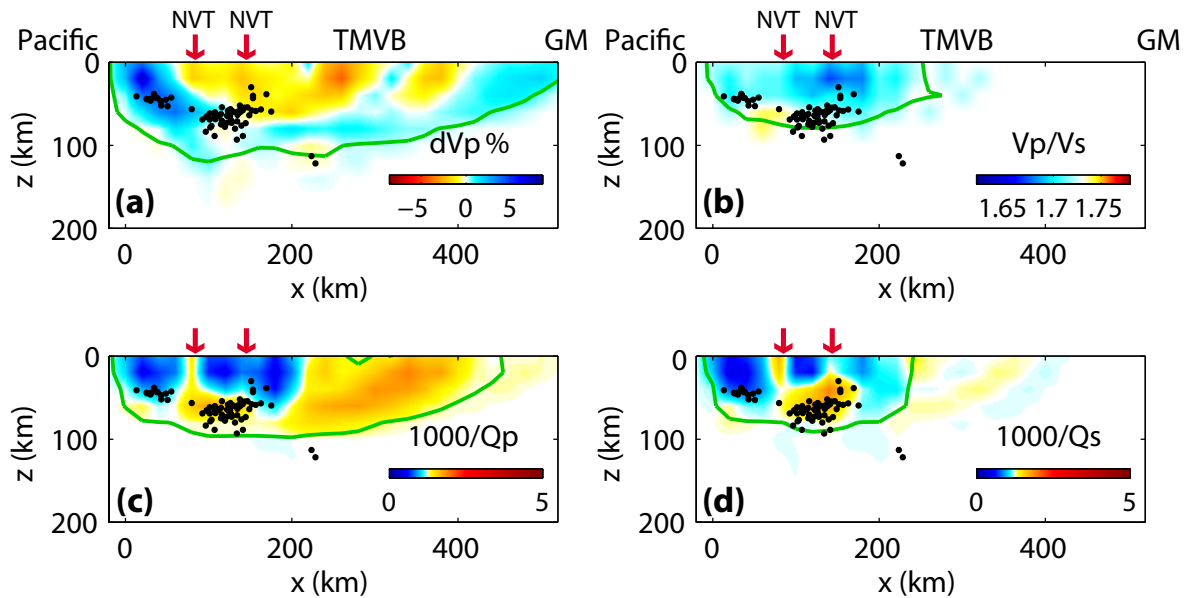 NVT NVT NVT NVT
Pacific TMVB GM Pacific TMVB GM
0 0
z (km) 100 dVp % z (km) 100 Vp/Vs
(a) −5 0 5 (b) 1.65 1.7 1.75
200 200
0 200 400 0 200 400
x (km) x (km)
0 0
z (km) 100 1000/Qp z (km) 100 1000/Qs
(c) 0 5 (d) 0 5
200 200
0 200 400 0 200 400
x (km) x (km)